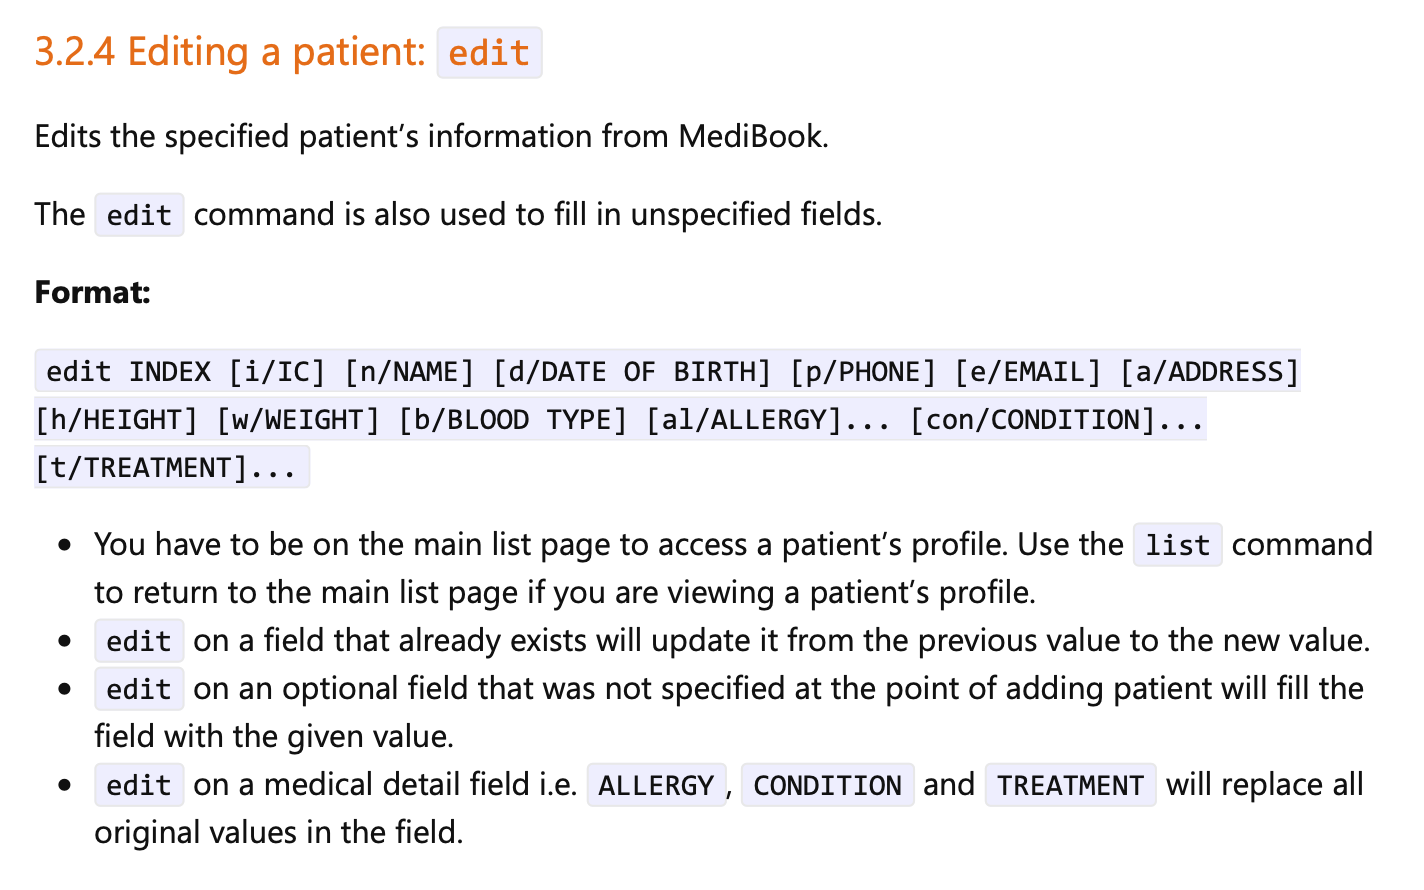 3.2.4 Editing a patient: edit
Edits the specified patient’s information from MediBook.
The edit command is also used to fill in unspecified fields.
Format:
edit INDEX [i/IC] [n/NAME] [d/DATE OF BIRTH] [p/PHONE] [e/EMAIL] [a/ADDRESS]
[h/HEIGHT] [w/WEIGHT] [b/BLOOD TYPE] [al/ALLERGY]... [con/CONDITION]...
[t/TREATMENT]...
• You have to be on the main list page to access a patient’s profile. Use the list command
to return to the main list page if you are viewing a patient’s profile.
• edit on a field that already exists will update it from the previous value to the new value.
• edit on an optional field that was not specified at the point of adding patient will fill the
field with the given value.
• edit on a medical detail field i.e. ALLERGY, CONDITION and TREATMENT will replace all
original values in the field.